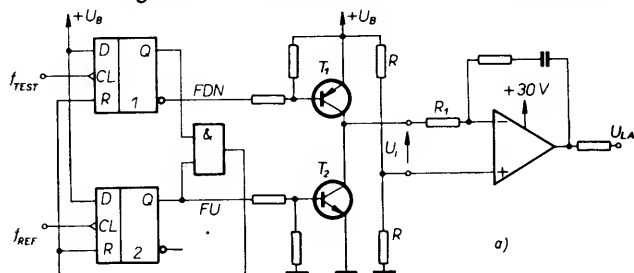 +U_B
+U_B
D Q
f_TEST CL
R 1
FDN
T_1
R
R_1
+30 V
U_LA
&
U_i
T_2
D Q
FU
f_REF CL
R 2
R
a)